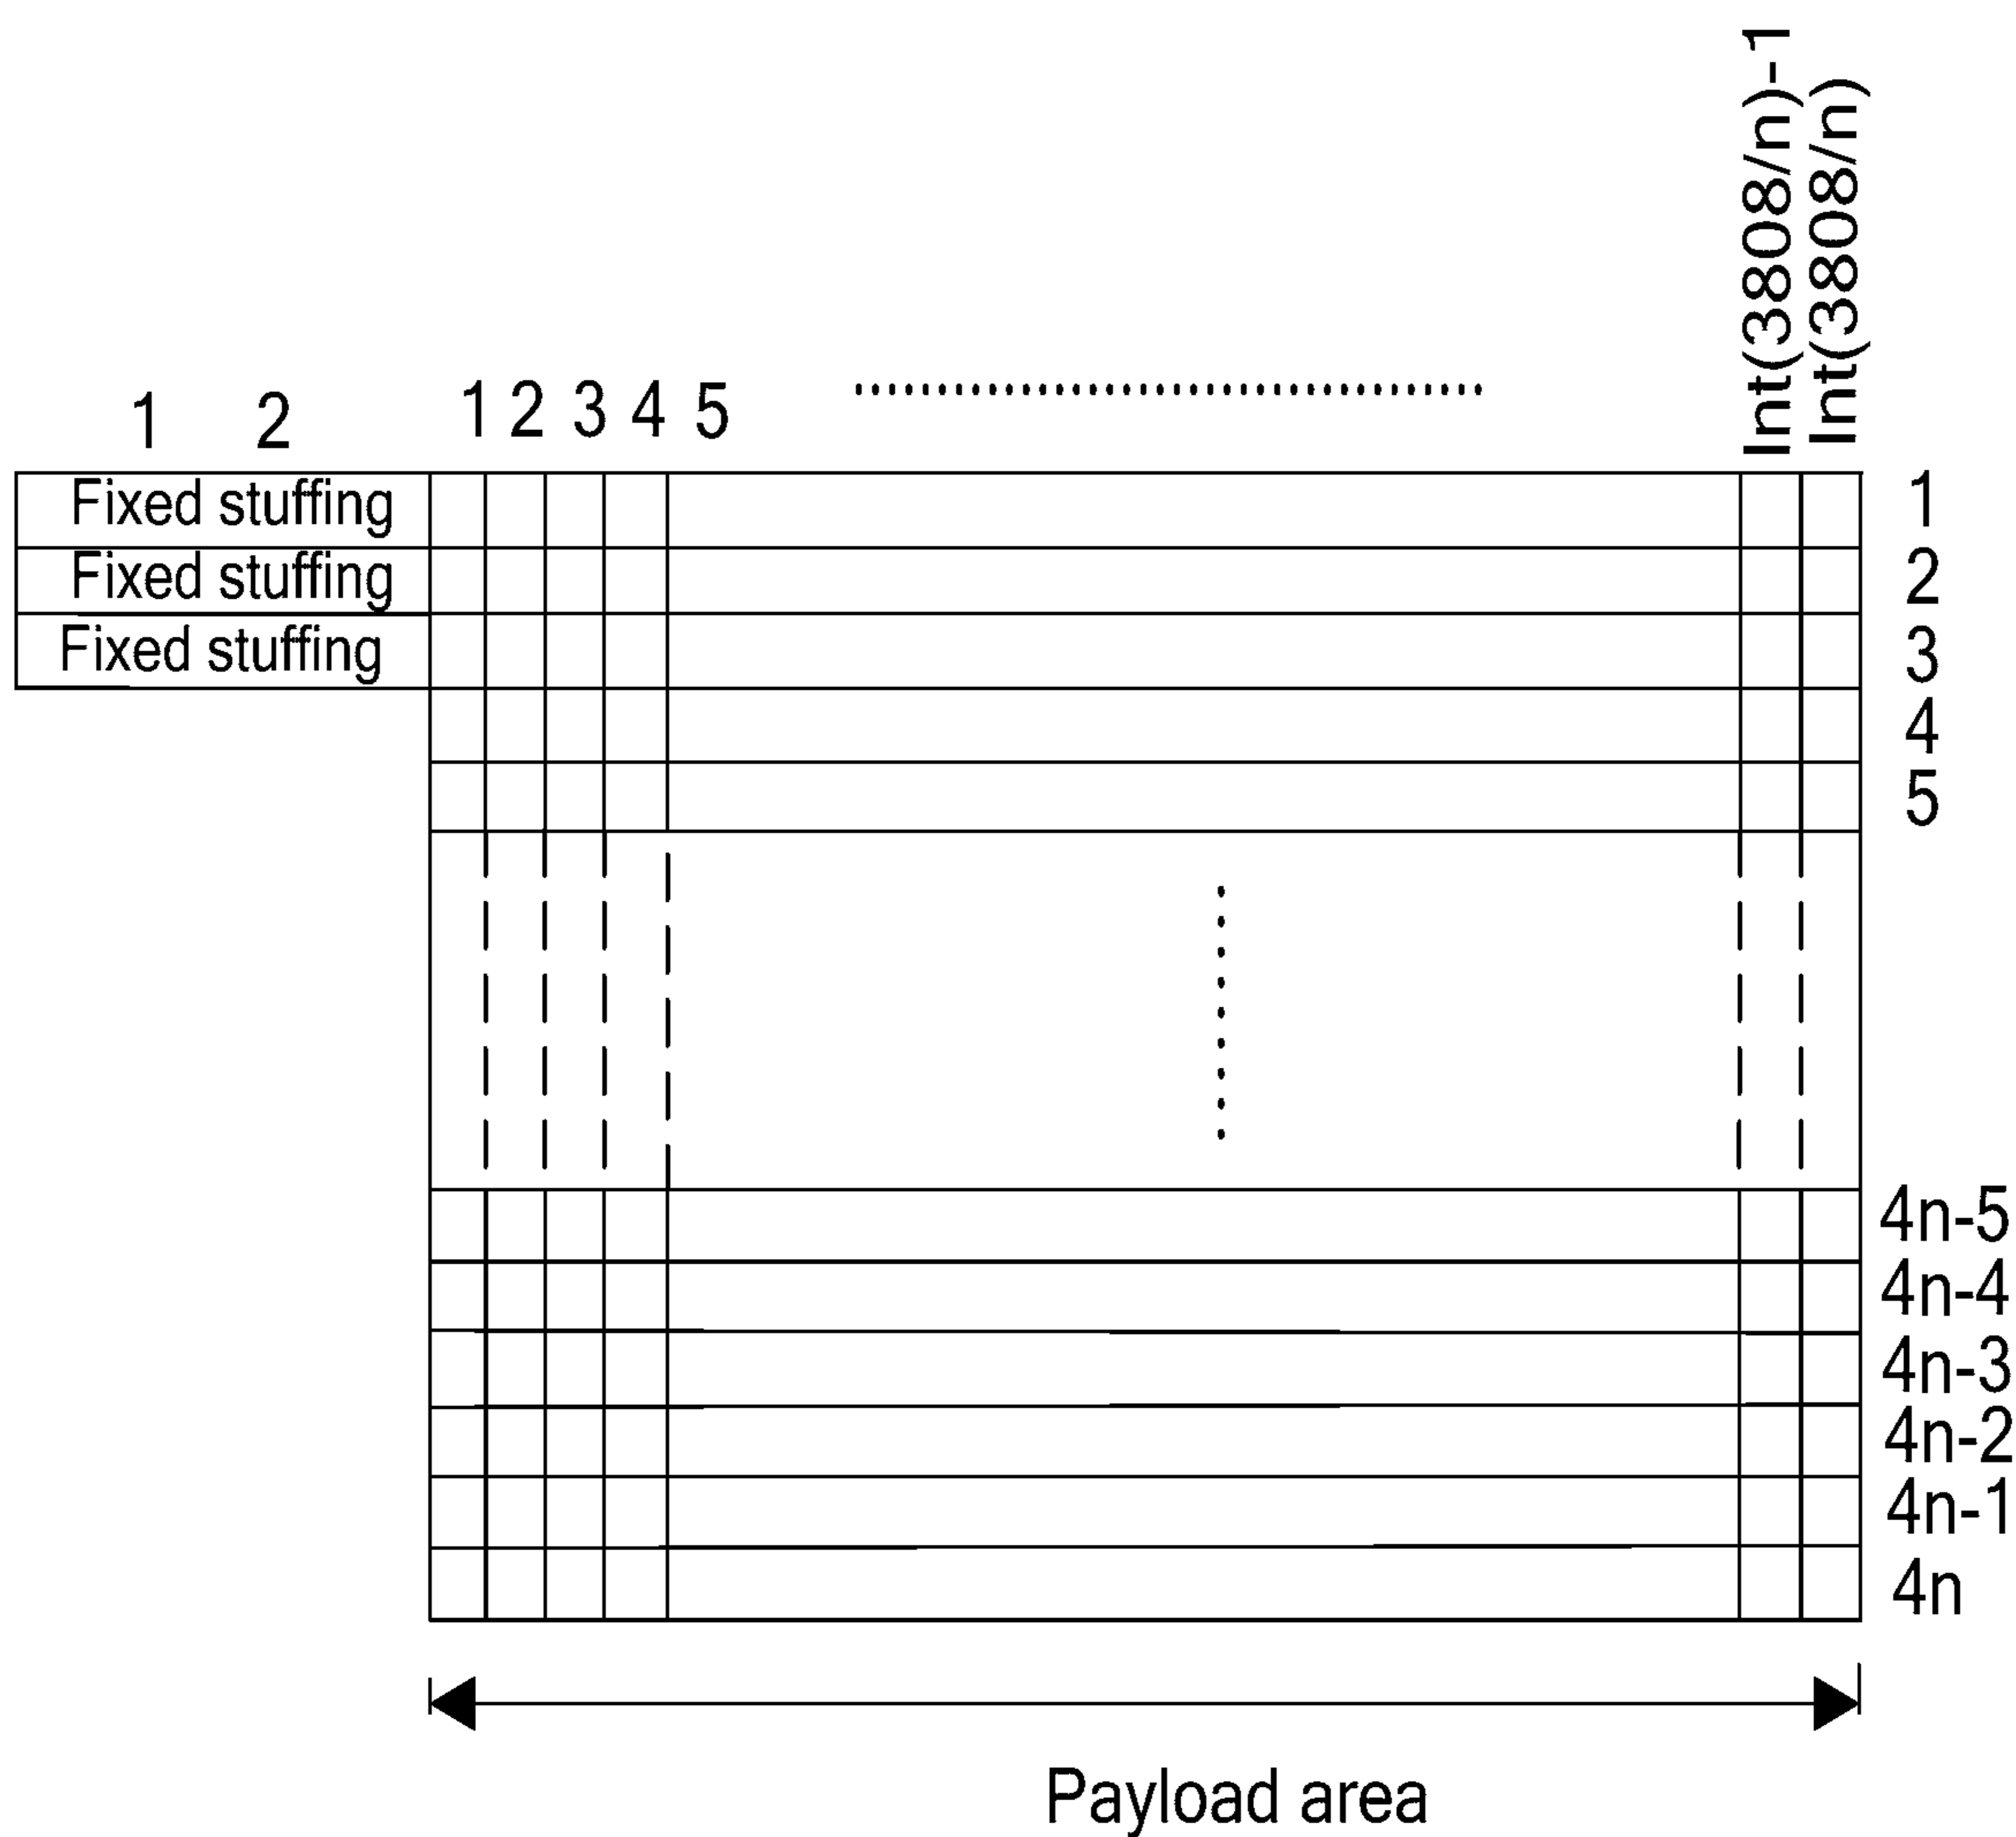 Int(3808/n)-1
Int(3808/n)
1 2 1 2 3 4 5
Fixed stuffing 1
Fixed stuffing 2
Fixed stuffing 3
4
5
4n-5
4n-4
4n-3
4n-2
4n-1
4n
Payload area